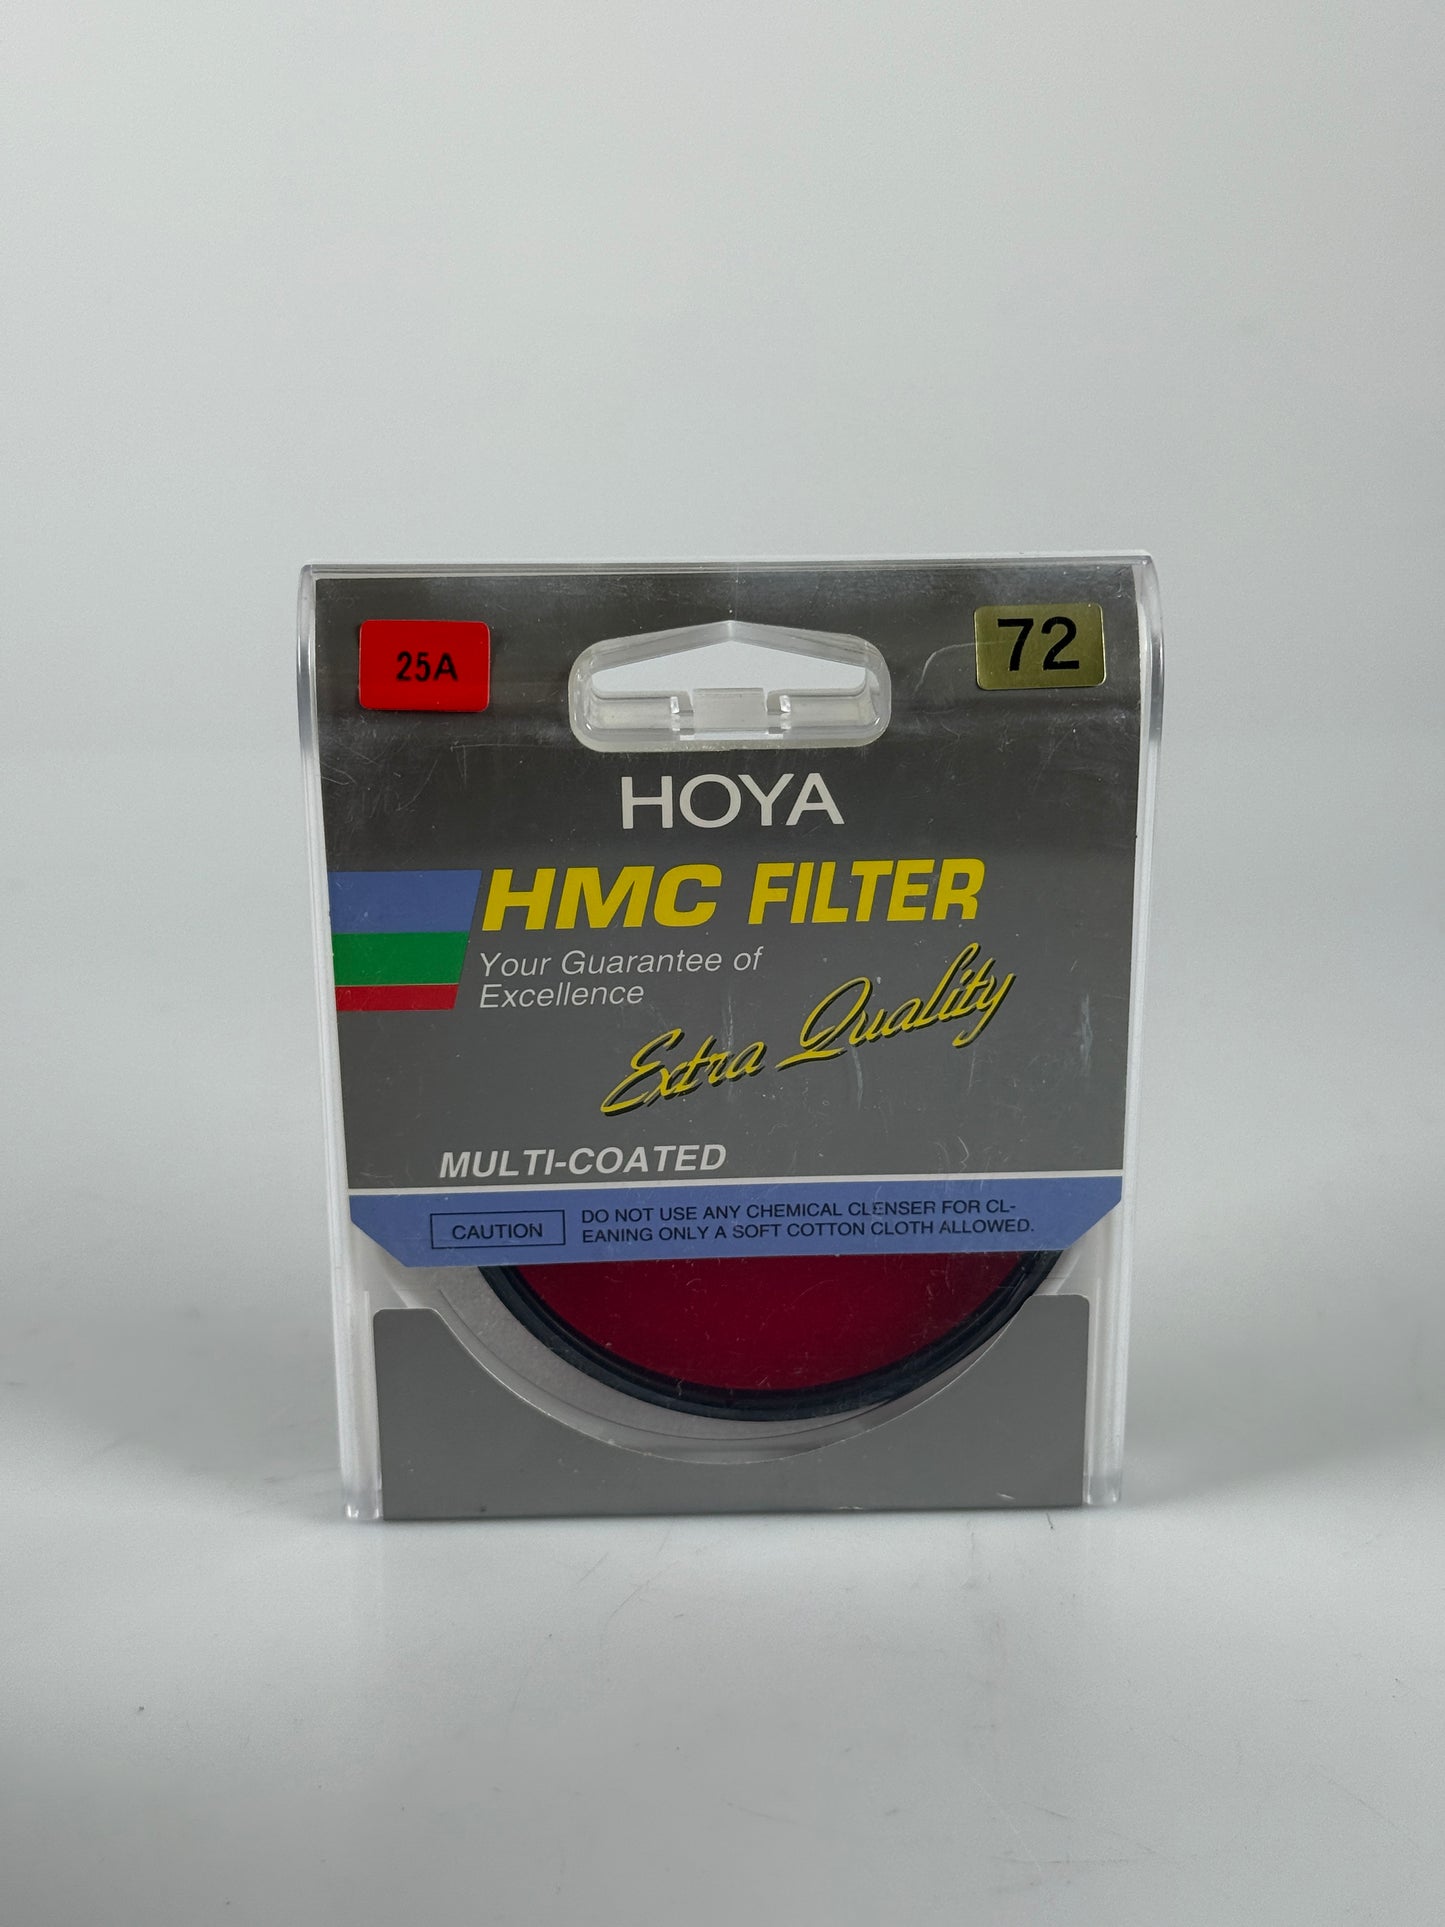 25A
72
HOYA
HMC FILTER
Your Guarantee of
Excellence
Extra Quality
MULTI-COATED
CAUTION
DO NOT USE ANY CHEMICAL CLENSER FOR CL-
EANING ONLY A SOFT COTTON CLOTH ALLOWED.